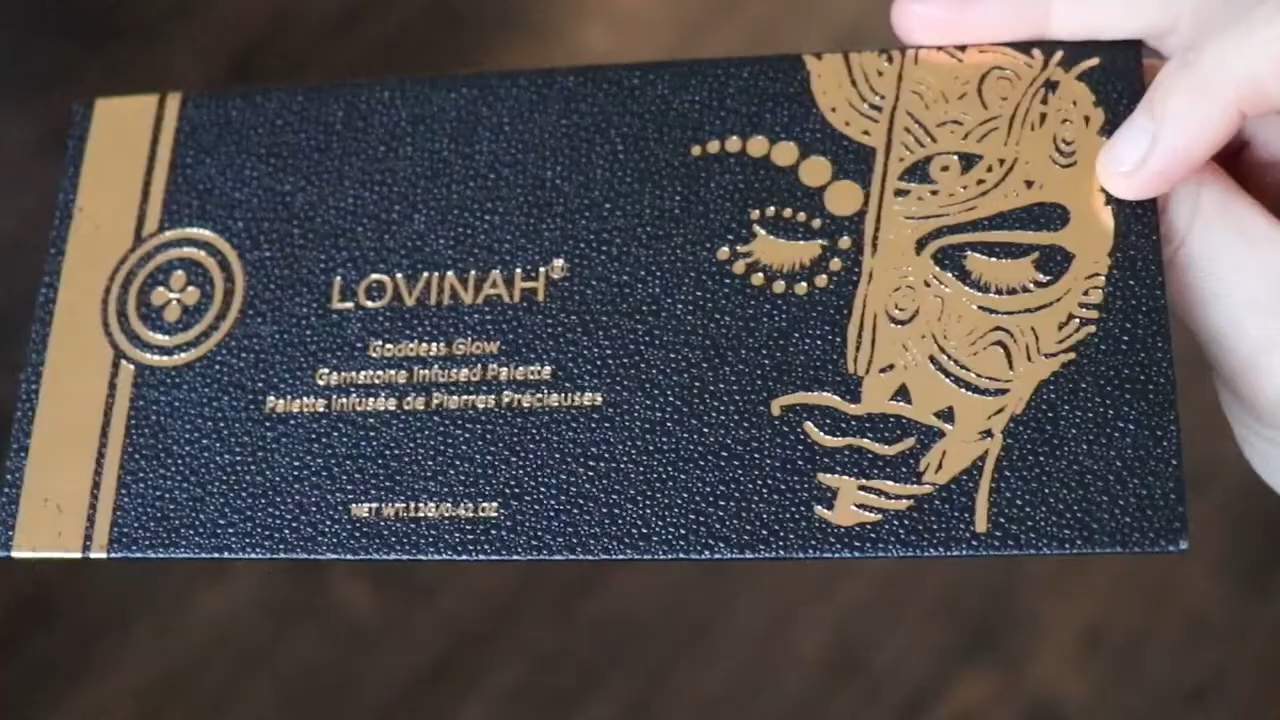 LOVINAH®
Goddess Glow
Gemstone Infused Palette
Palette Infusée de Pierres Précieuses
NET WT.12G/0.42 OZ